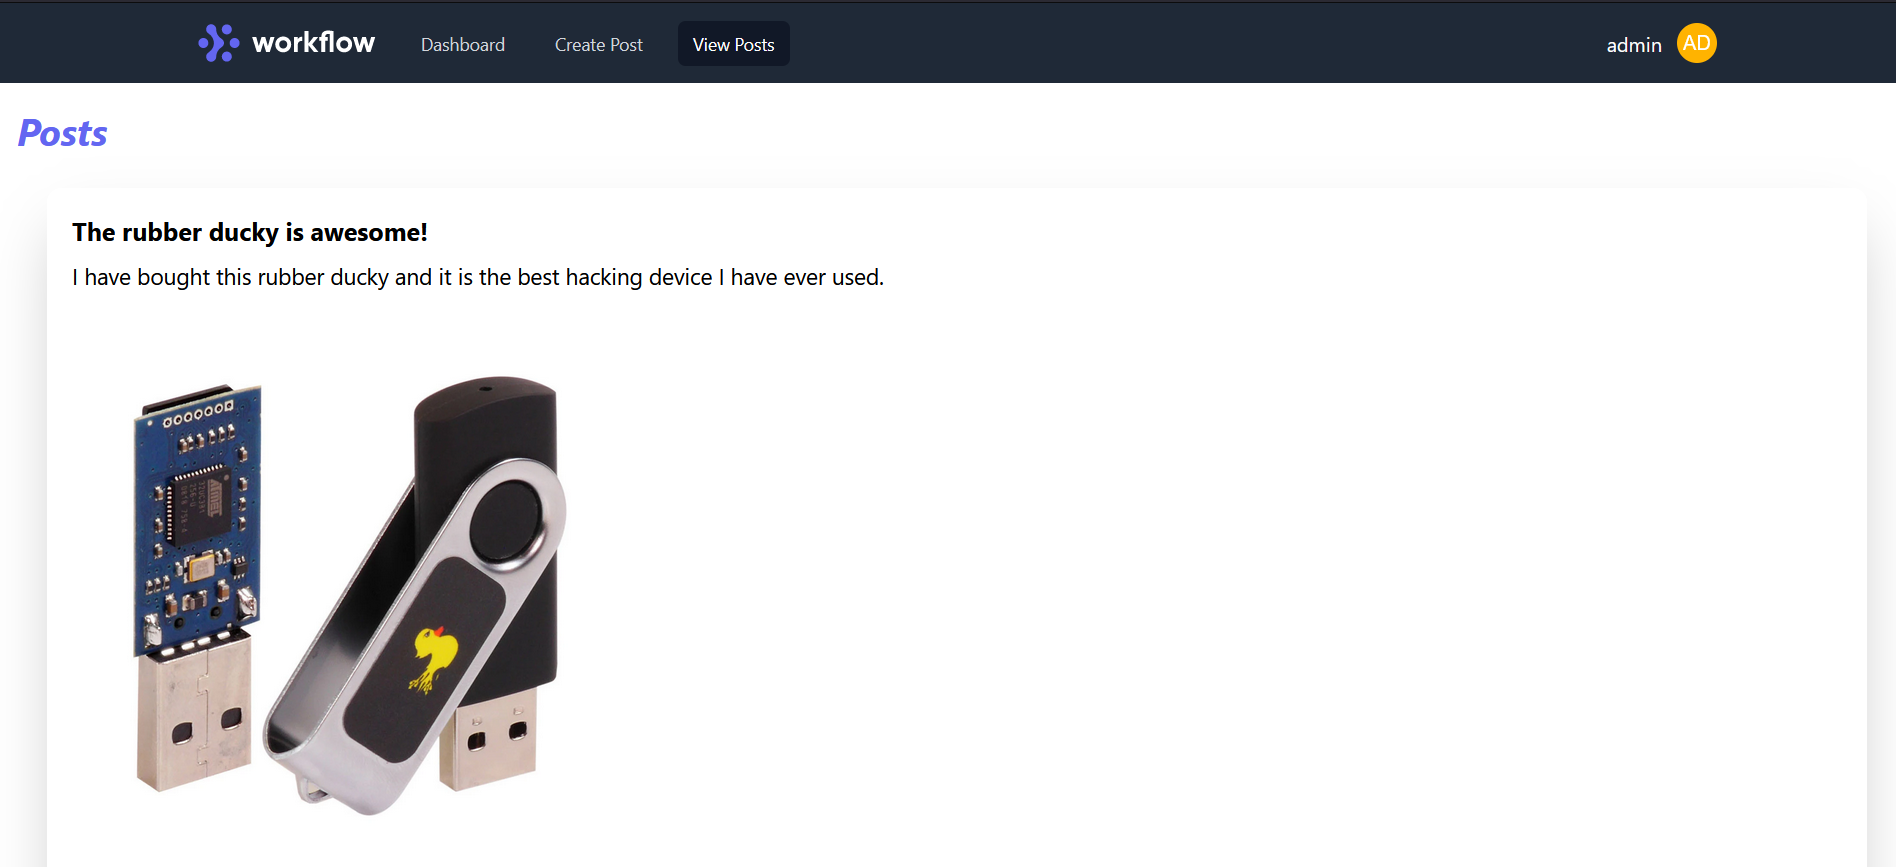 workflow Dashboard Create Post View Posts admin AD
Posts
The rubber ducky is awesome!
I have bought this rubber ducky and it is the best hacking device I have ever used.
ATMEL